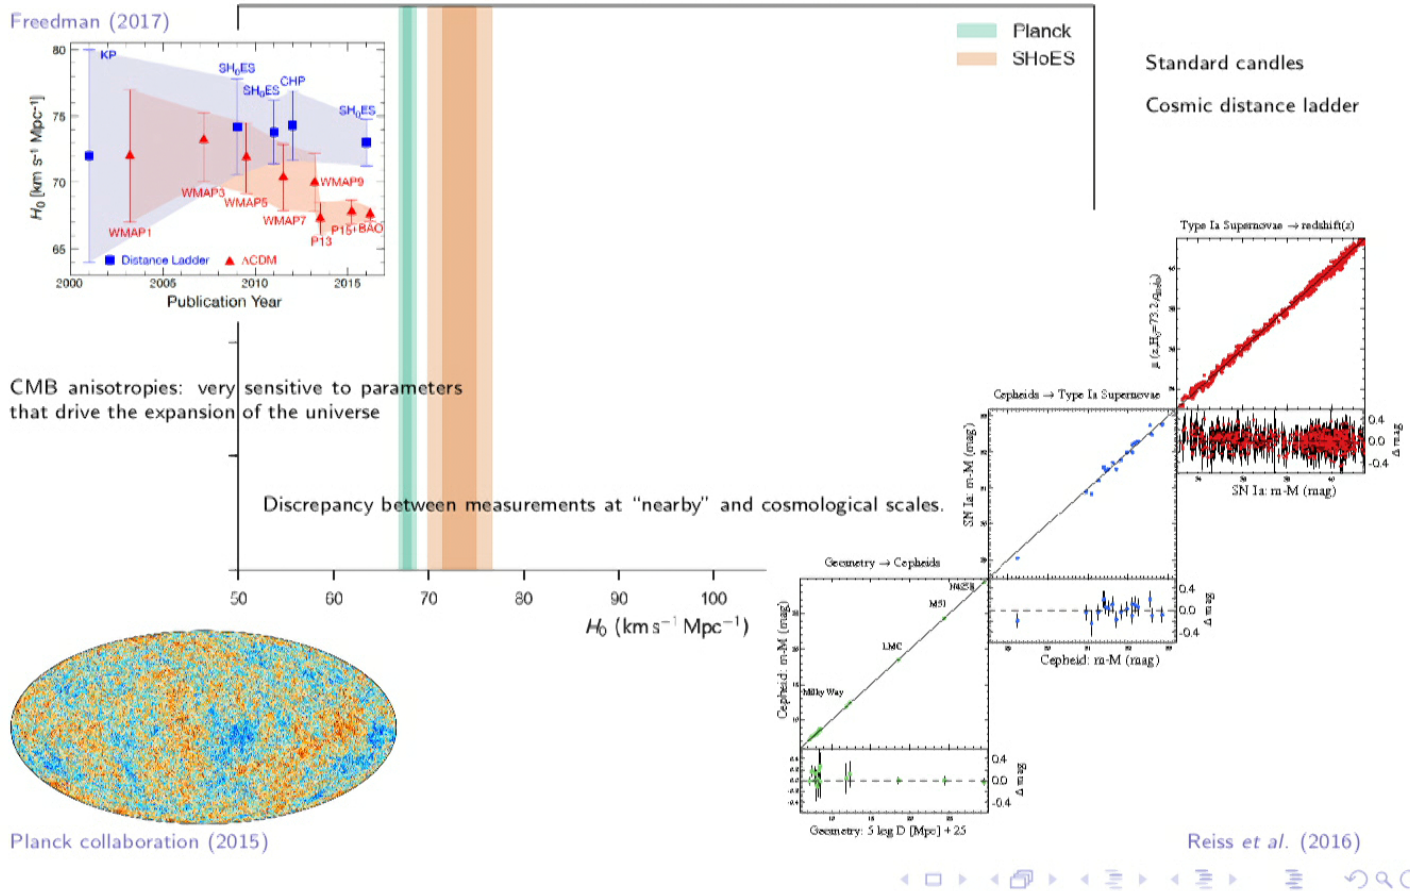 Freedman (2017)
80
75
70
65
H0 [km s-1 Mpc-1]
KP
SH0ES
SH0ES
CHP
SH0ES
WMAP1
WMAP3
WMAP5
WMAP7
WMAP9
P13
P15+BAO
Distance Ladder
ΛCDM
2000 2005 2010 2015
Publication Year
Planck
SHoES
Standard candles
Cosmic distance ladder
CMB anisotropies: very sensitive to parameters
that drive the expansion of the universe
Discrepancy between measurements at “nearby” and cosmological scales.
50 60 70 80 90 100
H0 (km s−1 Mpc−1)
Type Ia Supernovae → redshift(z)
0.4
0.0
-0.4
Δ mag
SN Ia: m-M (mag)
Cepheids → Type Ia Supernovae
SN Ia: m-M (mag)
0.4
0.0
-0.4
Δ mag
Cepheid: m-M (mag)
Geometry → Cepheids
N4258
M31
LMC
Milky Way
Cepheid: m-M (mag)
0.4
0.0
-0.4
Δ mag
Geometry: 5 log D [Mpc] + 25
Planck collaboration (2015)
Reiss et al. (2016)